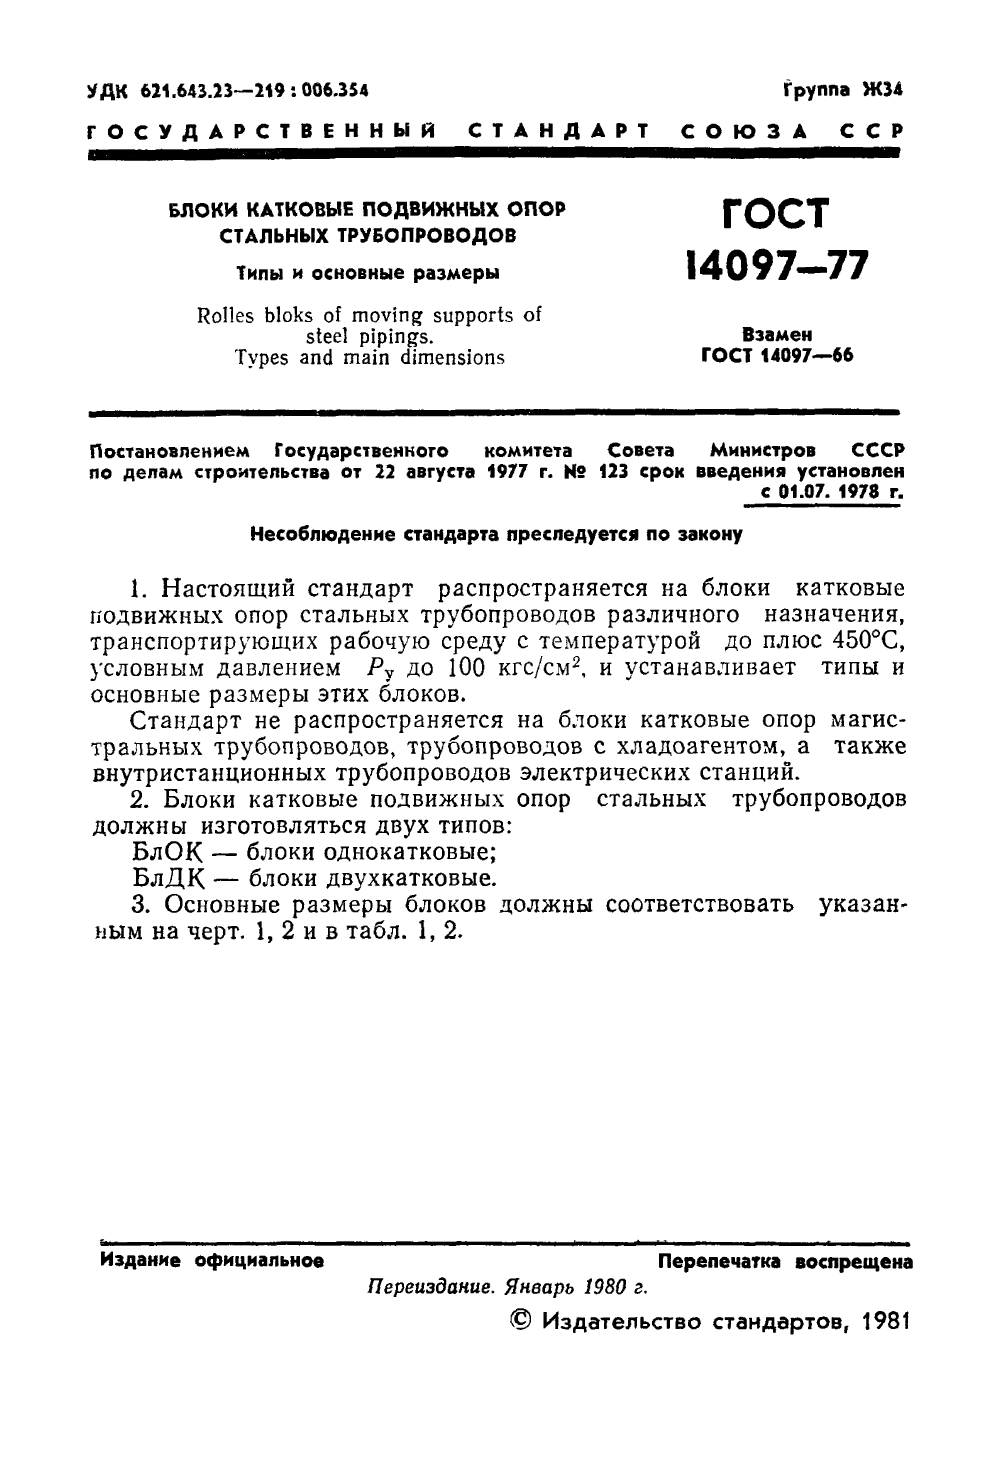 УДК 621.643.23—219 : 006.354 Группа Ж34
ГОСУДАРСТВЕННЫЙ СТАНДАРТ СОЮЗА ССР
БЛОКИ КАТКОВЫЕ ПОДВИЖНЫХ ОПОР
СТАЛЬНЫХ ТРУБОПРОВОДОВ
Типы и основные размеры
Rolles bloks of moving supports of
steel pipings.
Types and main dimensions
ГОСТ
14097—77
Взамен
ГОСТ 14097—66
Постановлением Государственного комитета Совета Министров СССР
по делам строительства от 22 августа 1977 г. № 123 срок введения установлен
с 01.07. 1978 г.
Несоблюдение стандарта преследуется по закону
1. Настоящий стандарт распространяется на блоки катковые
подвижных опор стальных трубопроводов различного назначения,
транспортирующих рабочую среду с температурой до плюс 450°С,
условным давлением Pу до 100 кгс/см², и устанавливает типы и
основные размеры этих блоков.
Стандарт не распространяется на блоки катковые опор магис-
тральных трубопроводов, трубопроводов с хладоагентом, а также
внутристанционных трубопроводов электрических станций.
2. Блоки катковые подвижных опор стальных трубопроводов
должны изготовляться двух типов:
БлОК — блоки однокатковые;
БлДК — блоки двухкатковые.
3. Основные размеры блоков должны соответствовать указан-
ным на черт. 1, 2 и в табл. 1, 2.
Издание официальное Перепечатка воспрещена
Переиздание. Январь 1980 г.
© Издательство стандартов, 1981